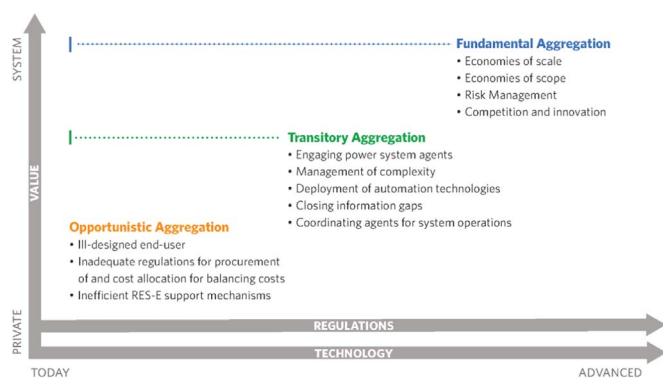 SYSTEM
Fundamental Aggregation
• Economies of scale
• Economies of scope
• Risk Management
• Competition and innovation
Transitory Aggregation
• Engaging power system agents
• Management of complexity
• Deployment of automation technologies
• Closing information gaps
• Coordinating agents for system operations
VALUE
Opportunistic Aggregation
• Ill-designed end-user
• Inadequate regulations for procurement
of and cost allocation for balancing costs
• Inefficient RES-E support mechanisms
PRIVATE
REGULATIONS
TECHNOLOGY
TODAY
ADVANCED